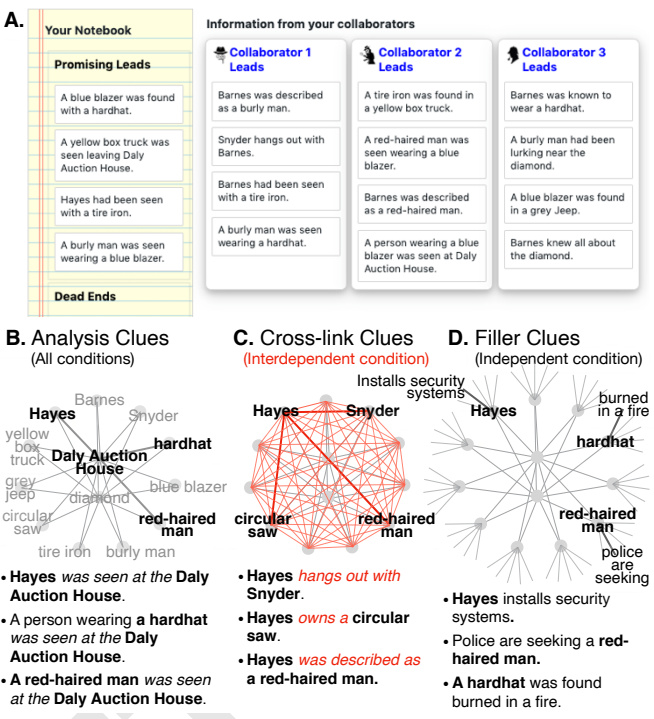 A.
Your Notebook
Promising Leads
A blue blazer was found
with a hardhat.
A yellow box truck was
seen leaving Daly
Auction House.
Hayes had been seen
with a tire iron.
A burly man was seen
wearing a blue blazer.
Dead Ends
Information from your collaborators
Collaborator 1
Leads
Barnes was described
as a burly man.
Snyder hangs out with
Barnes.
Barnes had been seen
with a tire iron.
A burly man was seen
wearing a hardhat.
Collaborator 2
Leads
A tire iron was found in
a yellow box truck.
A red-haired man was
seen wearing a blue
blazer.
Barnes was described
as a red-haired man.
A person wearing a blue
blazer was seen at Daly
Auction House.
Collaborator 3
Leads
Barnes was known to
wear a hardhat.
A burly man had been
lurking near the
diamond.
A blue blazer was found
in a grey Jeep.
Barnes knew all about
the diamond.
B. Analysis Clues
(All conditions)
Barnes
Hayes
Snyder
yellow
box
truck
hardhat
Daly Auction
House
grey
jeep
diamond
blue blazer
circular
saw
red-haired
man
tire iron
burly man
• Hayes was seen at the Daly
Auction House.
• A person wearing a hardhat
was seen at the Daly
Auction House.
• A red-haired man was seen
at the Daly Auction House.
C. Cross-link Clues
(Interdependent condition)
Hayes
Snyder
circular
saw
red-haired
man
• Hayes hangs out with
Snyder.
• Hayes owns a circular
saw.
• Hayes was described as
a red-haired man.
D. Filler Clues
(Independent condition)
Installs security
systems
Hayes
burned
in a fire
hardhat
red-haired
man
police
are
seeking
• Hayes installs security
systems.
• Police are seeking a red-
haired man.
• A hardhat was found
burned in a fire.